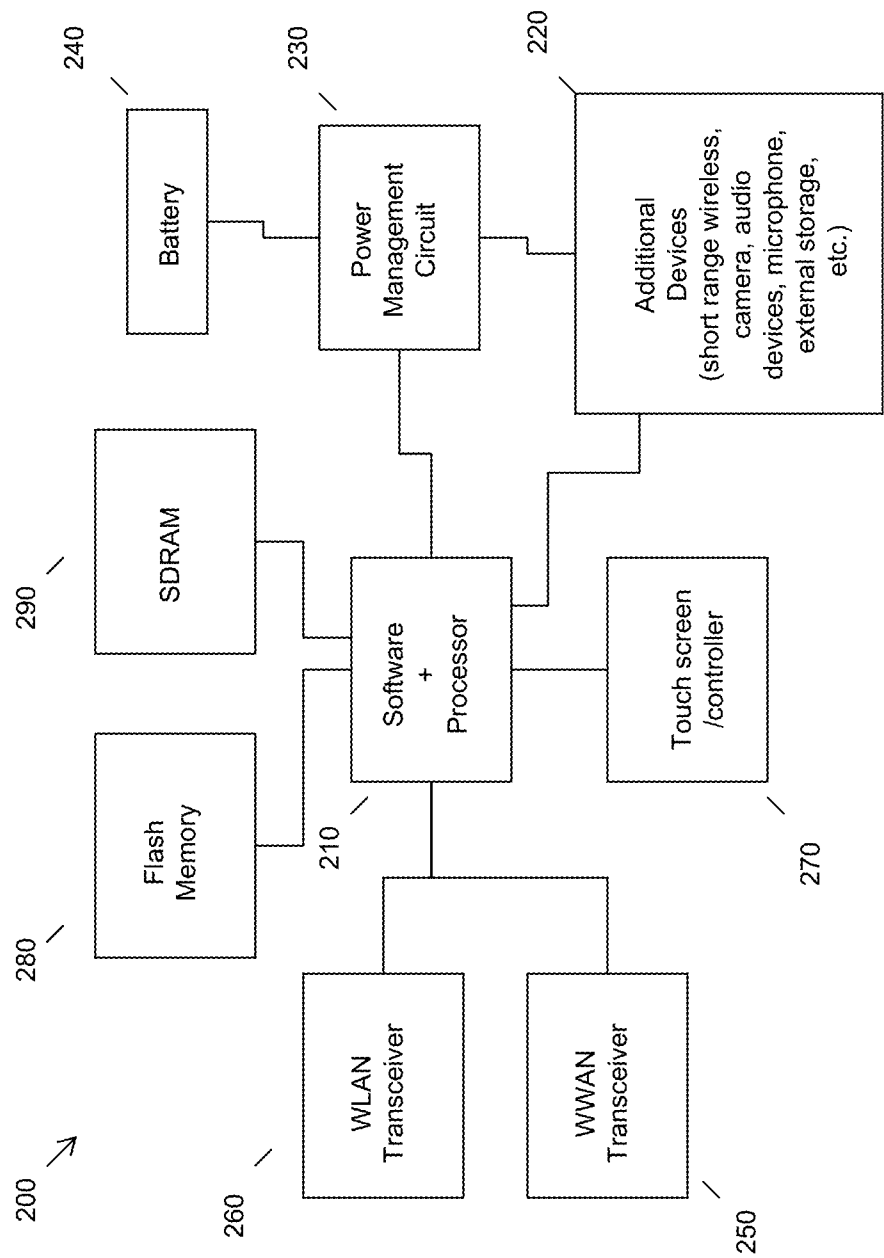 200
260
WLAN
Transceiver
250
WWAN
Transceiver
280
Flash
Memory
290
SDRAM
210
Software
+
Processor
270
Touch screen
/controller
240
Battery
230
Power
Management
Circuit
220
Additional
Devices
(short range wireless,
camera, audio
devices, microphone,
external storage,
etc.)